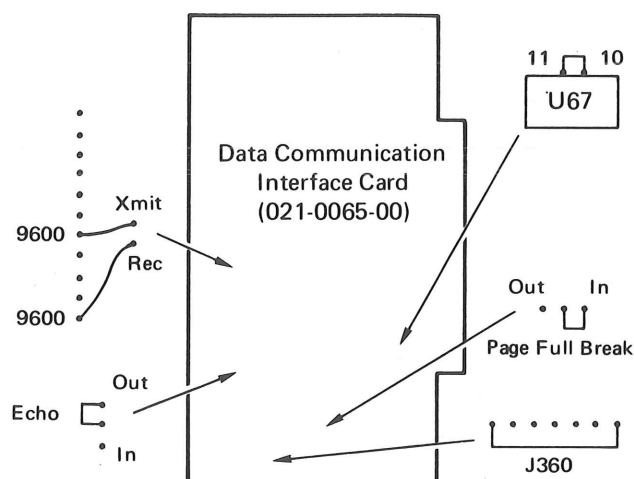 11 10
U67
Data Communication
Interface Card
(021-0065-00)
Xmit
9600
Rec
9600
Out In
Page Full Break
Out
Echo
In
J360